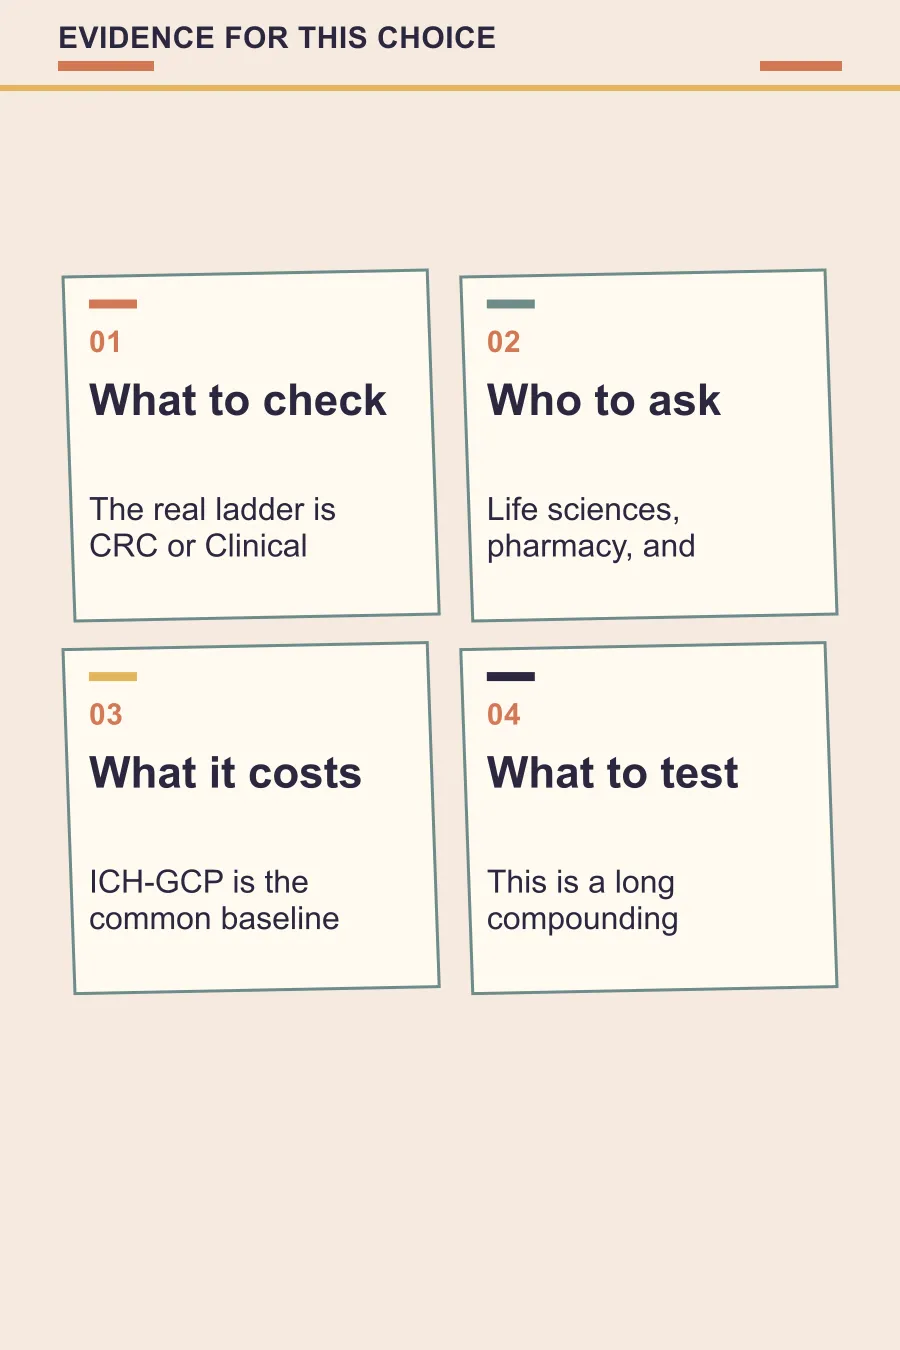 EVIDENCE FOR THIS CHOICE
01
What to check
The real ladder is
CRC or Clinical
02
Who to ask
Life sciences,
pharmacy, and
03
What it costs
ICH-GCP is the
common baseline
04
What to test
This is a long
compounding